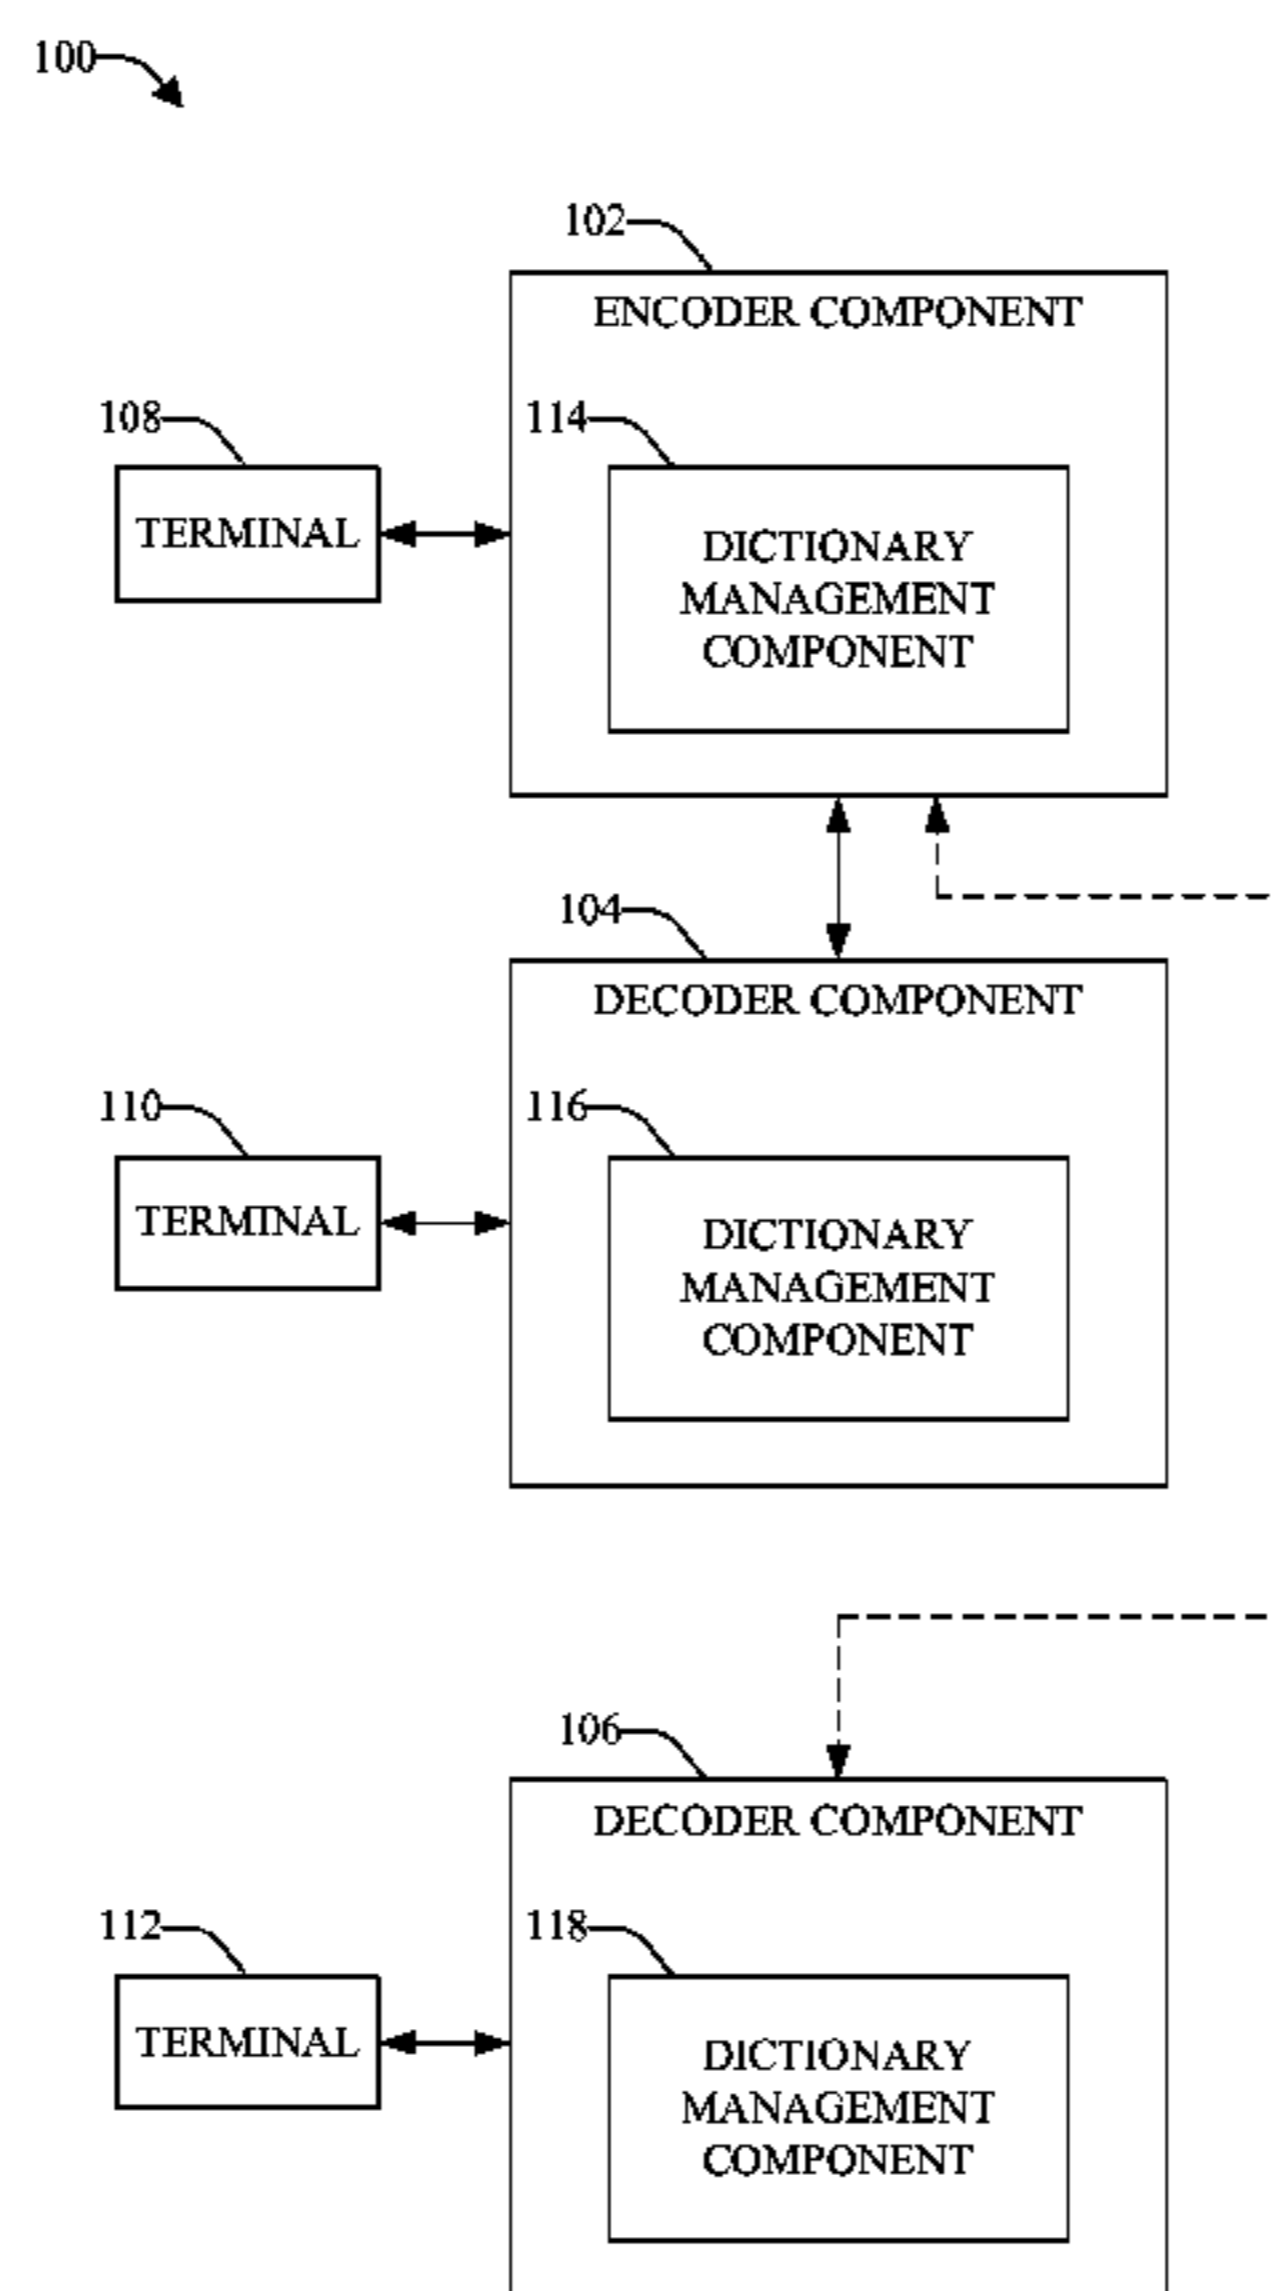 100
102
ENCODER COMPONENT
108
114
TERMINAL
DICTIONARY
MANAGEMENT
COMPONENT
104
DECODER COMPONENT
110
116
TERMINAL
DICTIONARY
MANAGEMENT
COMPONENT
106
DECODER COMPONENT
112
118
TERMINAL
DICTIONARY
MANAGEMENT
COMPONENT